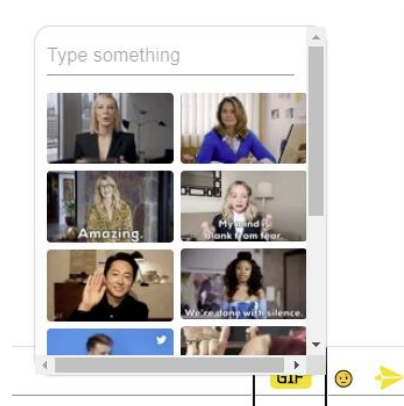 Type something
Amazing.
My mind is
blank from fear.
We're done with silence.
GIF